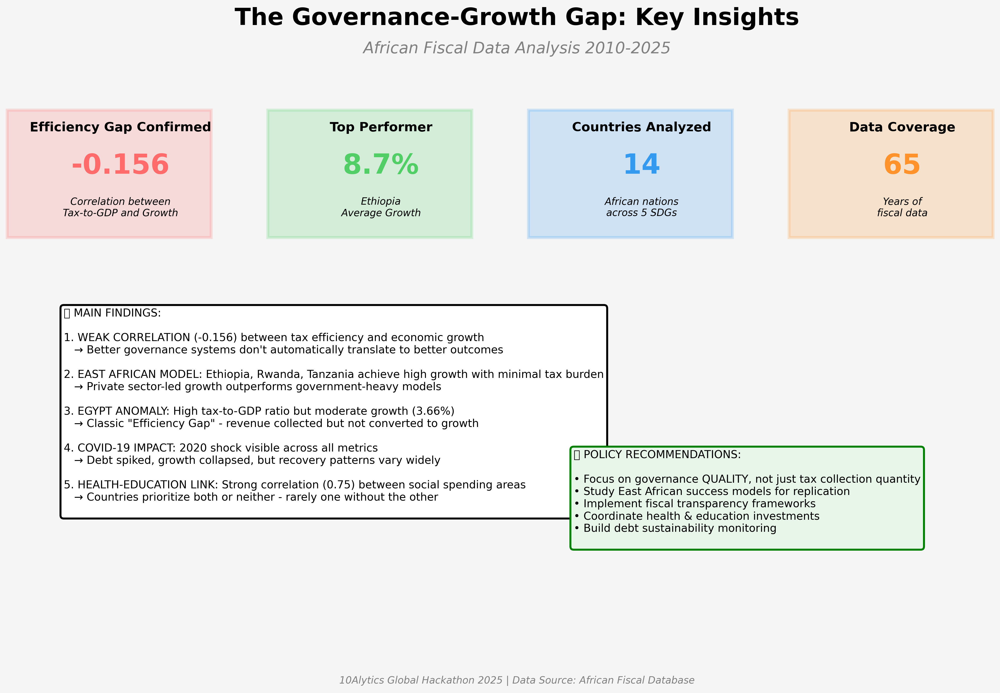 The Governance-Growth Gap: Key Insights
African Fiscal Data Analysis 2010-2025
Efficiency Gap Confirmed
-0.156
Correlation between
Tax-to-GDP and Growth
Top Performer
8.7%
Ethiopia
Average Growth
Countries Analyzed
14
African nations
across 5 SDGs
Data Coverage
65
Years of
fiscal data
MAIN FINDINGS:
1. WEAK CORRELATION (-0.156) between tax efficiency and economic growth
→ Better governance systems don't automatically translate to better outcomes
2. EAST AFRICAN MODEL: Ethiopia, Rwanda, Tanzania achieve high growth with minimal tax burden
→ Private sector-led growth outperforms government-heavy models
3. EGYPT ANOMALY: High tax-to-GDP ratio but moderate growth (3.66%)
→ Classic "Efficiency Gap" - revenue collected but not converted to growth
4. COVID-19 IMPACT: 2020 shock visible across all metrics
→ Debt spiked, growth collapsed, but recovery patterns vary widely
5. HEALTH-EDUCATION LINK: Strong correlation (0.75) between social spending areas
→ Countries prioritize both or neither - rarely one without the other
POLICY RECOMMENDATIONS:
• Focus on governance QUALITY, not just tax collection quantity
• Study East African success models for replication
• Implement fiscal transparency frameworks
• Coordinate health & education investments
• Build debt sustainability monitoring
10Alytics Global Hackathon 2025 | Data Source: African Fiscal Database